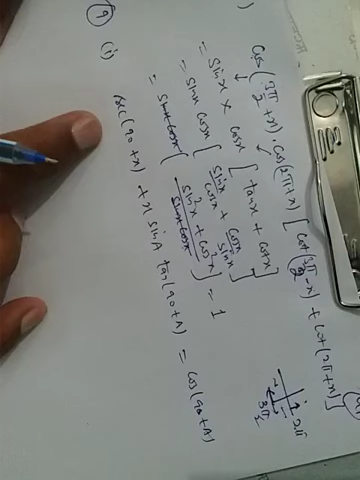 cos(3π/2 + x) · cos(2π + x) [cot(3π/2 - x) + cot(2π + x)]
= sin x × cos x [tan x + cot x]
= sin x cos x [sin x/cos x + cos x/sin x]
= sin x cos x [sin²x + cos²x / sin x cos x] = 1
2π
3π/2
9
(i) sec(90 + A) + x sin A tan(90 + A) = cos(90 + A)